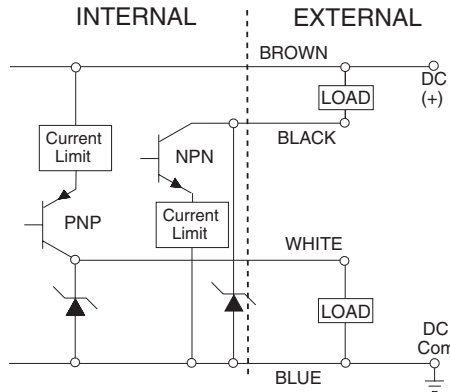 INTERNAL
EXTERNAL
BROWN
DC
(+)
LOAD
BLACK
Current
Limit
NPN
PNP
Current
Limit
WHITE
LOAD
DC
Com
BLUE